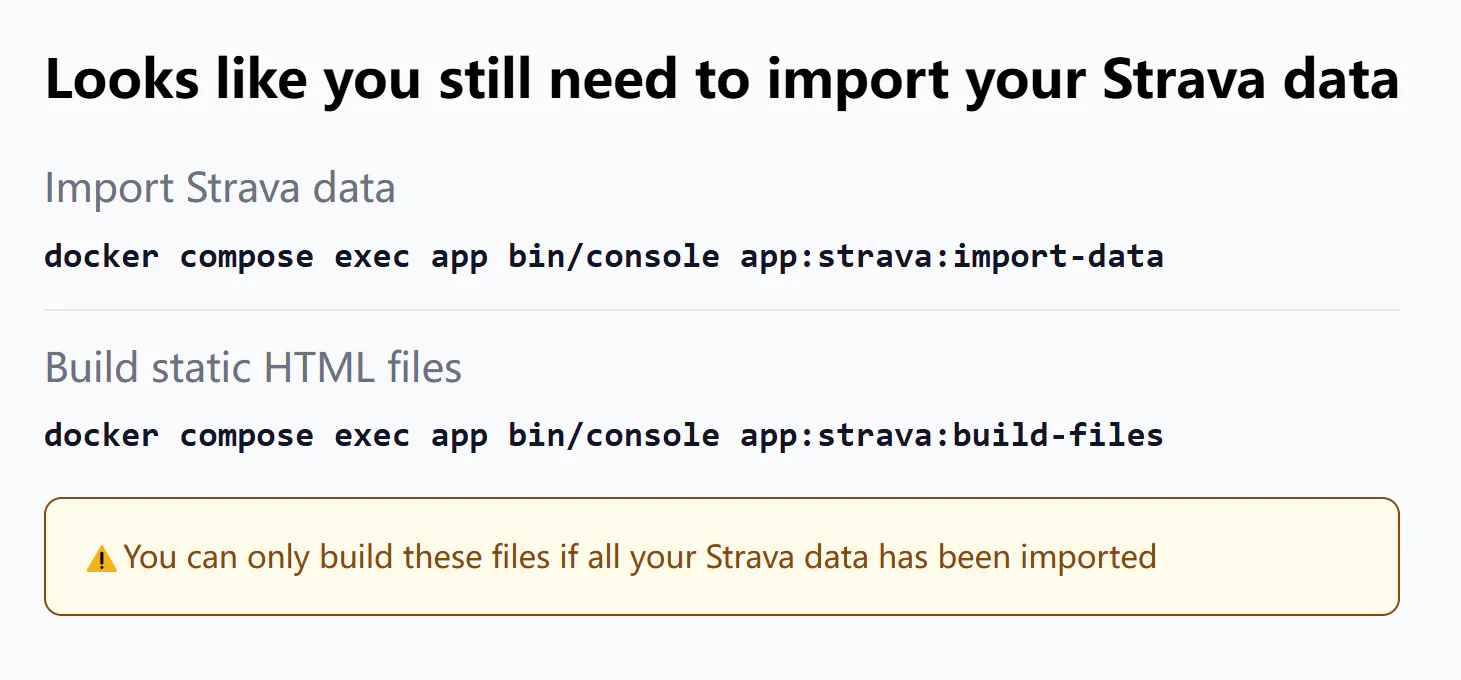 Looks like you still need to import your Strava data
Import Strava data
docker compose exec app bin/console app:strava:import-data
Build static HTML files
docker compose exec app bin/console app:strava:build-files
⚠️ You can only build these files if all your Strava data has been imported